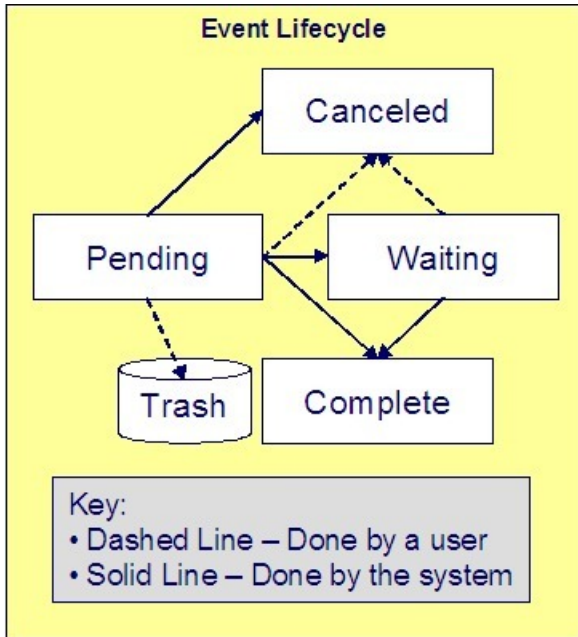 Event Lifecycle
Canceled
Pending
Waiting
Trash
Complete
Key:
• Dashed Line – Done by a user
• Solid Line – Done by the system